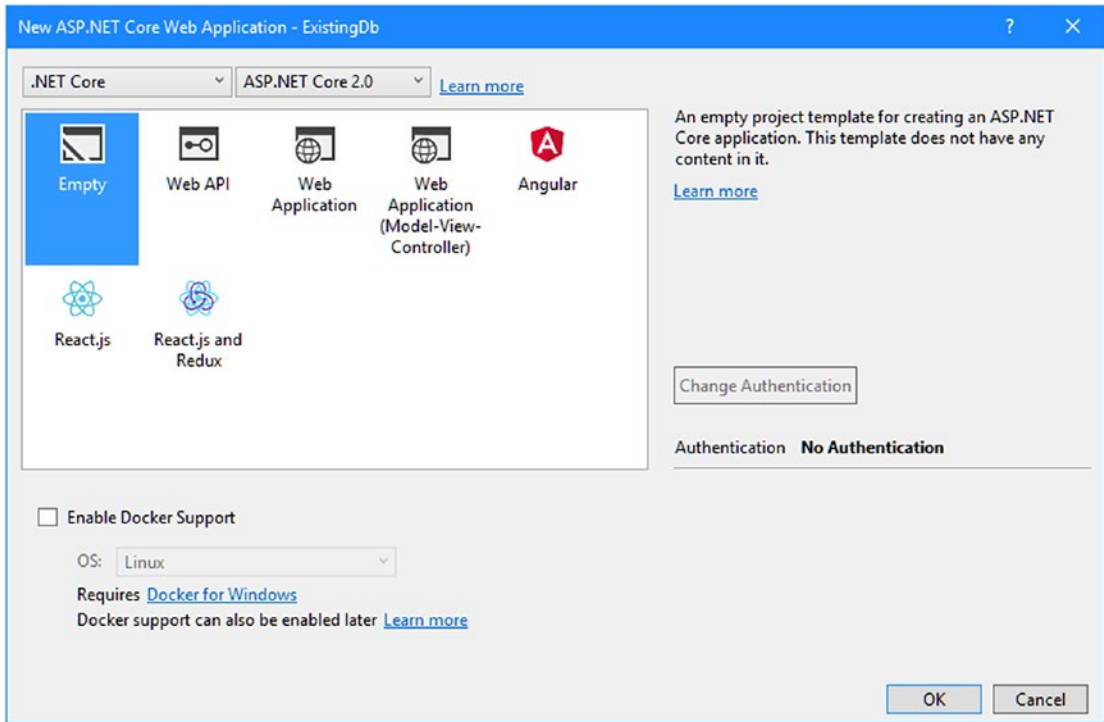 New ASP.NET Core Web Application - ExistingDb
?
.NET Core
ASP.NET Core 2.0
Learn more
Empty
Web API
Web
Application
Web
Application
(Model-View-
Controller)
Angular
React.js
React.js and
Redux
An empty project template for creating an ASP.NET
Core application. This template does not have any
content in it.
Learn more
Change Authentication
Authentication No Authentication
Enable Docker Support
OS: Linux
Requires Docker for Windows
Docker support can also be enabled later Learn more
OK
Cancel